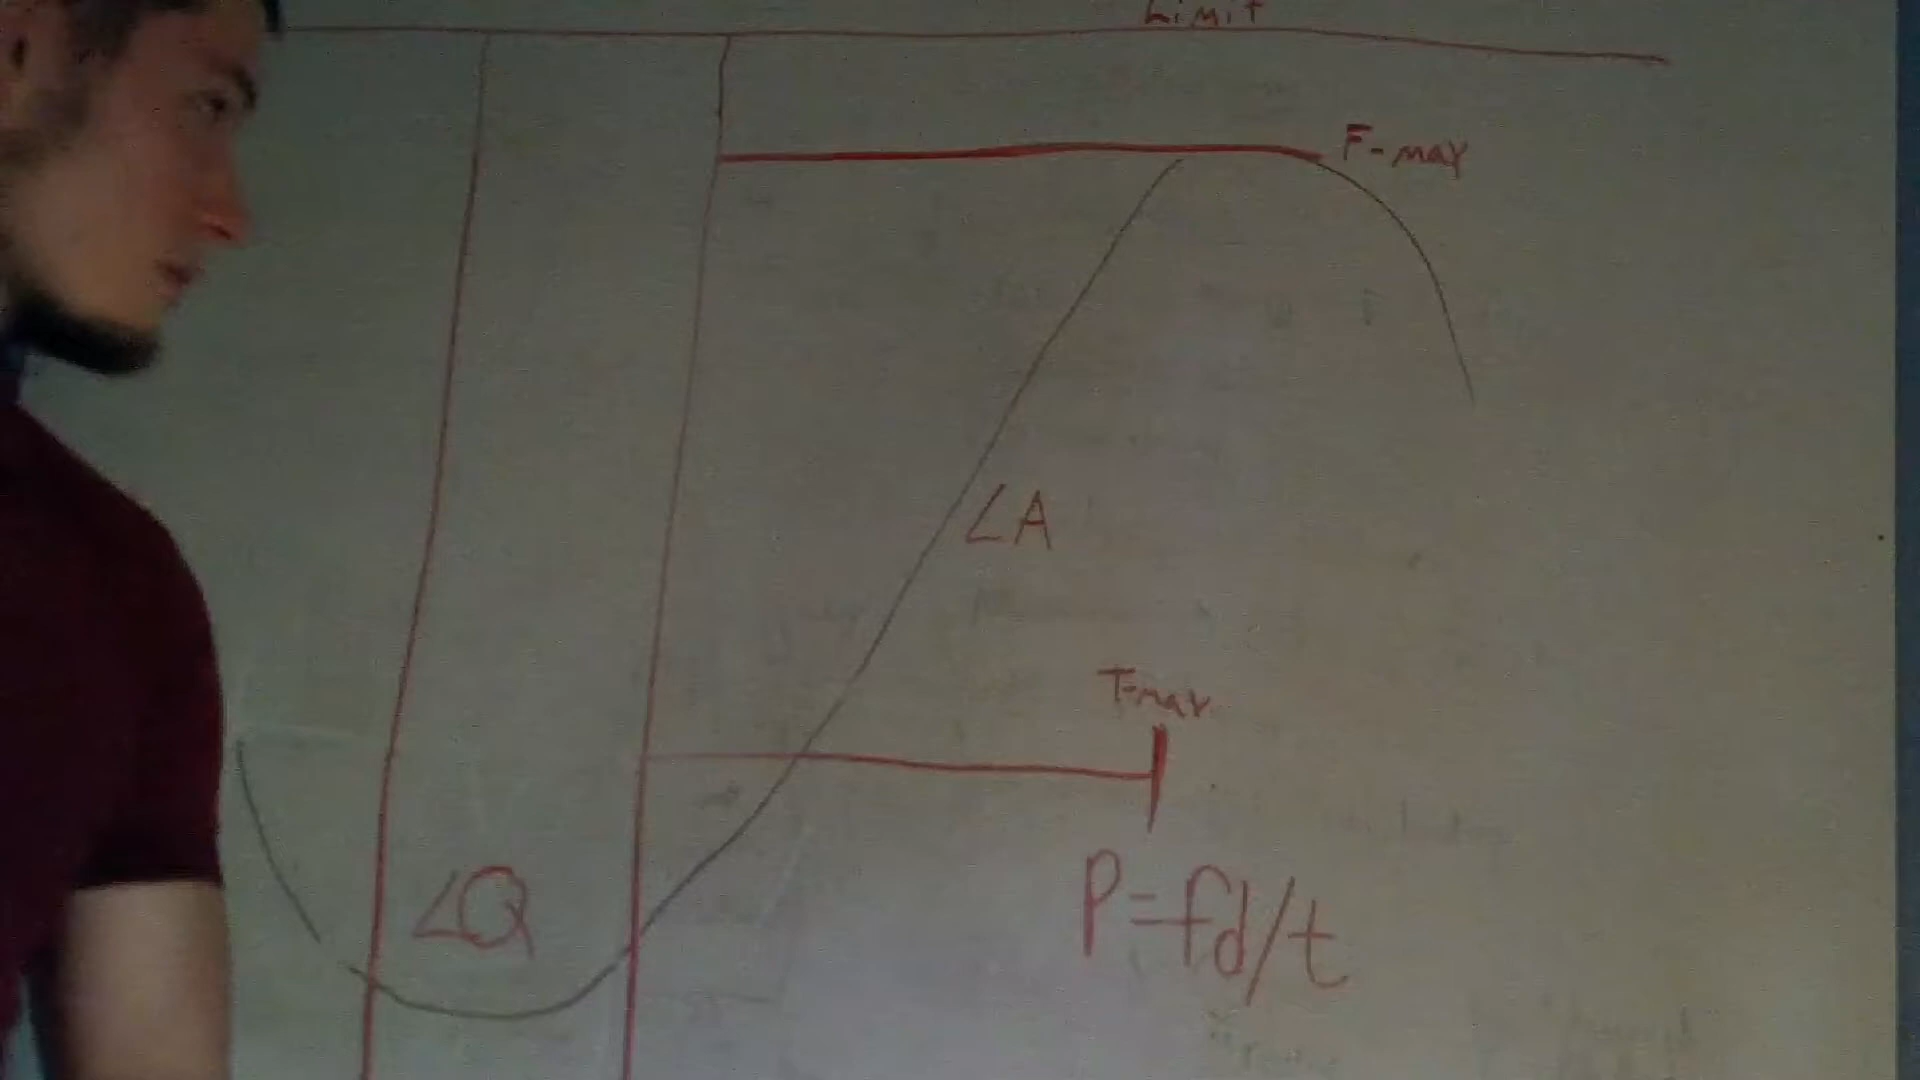 Limit
F-max
∠A
T-max
∠Q
P=fd/t